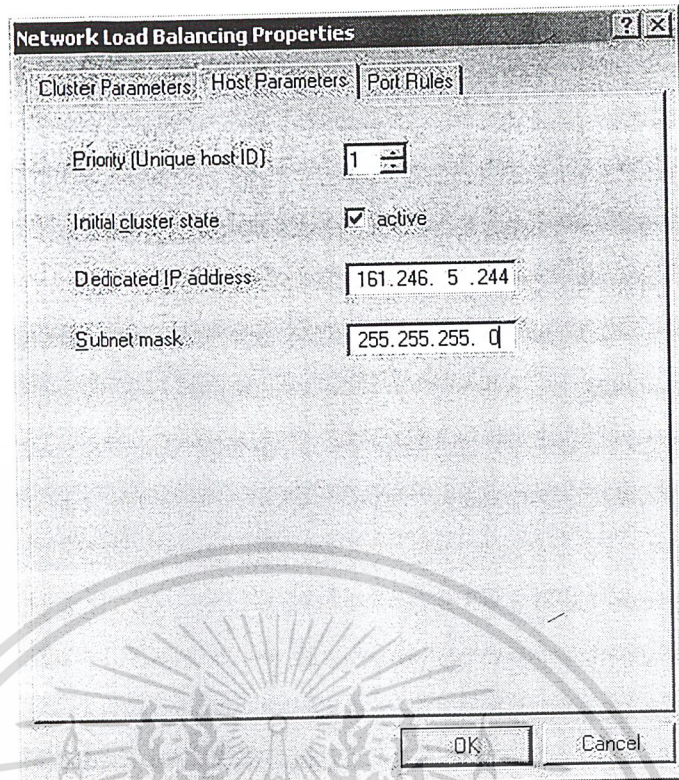 Network Load Balancing Properties
Cluster Parameters Host Parameters Port Rules
Priority (Unique host ID) 1
Initial cluster state active
Dedicated IP address 161.246. 5 .244
Subnet mask 255.255.255. 0
OK Cancel